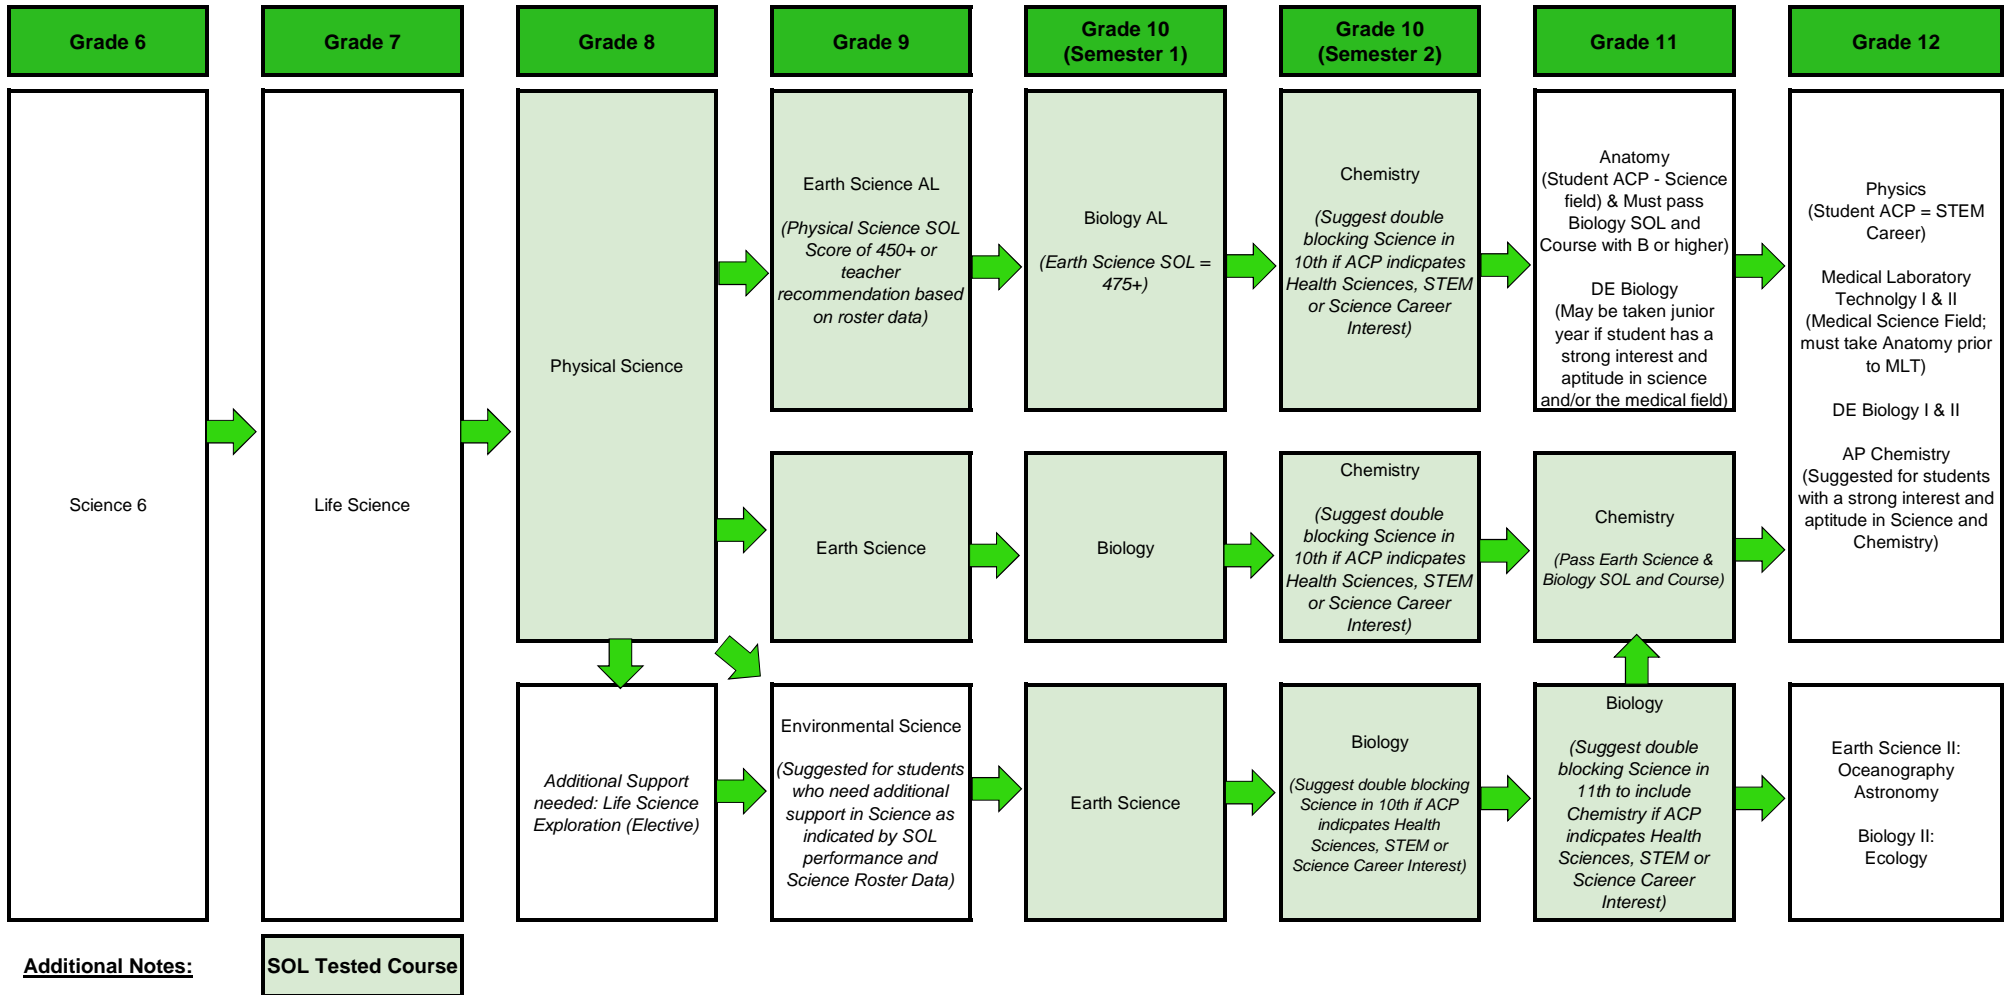 Grade 6
Grade 7
Grade 8
Grade 9
Grade 10
(Semester 1)
Grade 10
(Semester 2)
Grade 11
Grade 12
Science 6
Life Science
Physical Science
Earth Science AL
(Physical Science SOL
Score of 450+ or
teacher
recommendation based
on roster data)
Biology AL
(Earth Science SOL =
475+)
Chemistry
(Suggest double
blocking Science in
10th if ACP indicpates
Health Sciences, STEM
or Science Career
Interest)
Anatomy
(Student ACP - Science
field) & Must pass
Biology SOL and
Course with B or higher)
DE Biology
(May be taken junior
year if student has a
strong interest and
aptitude in science
and/or the medical field)
Physics
(Student ACP = STEM
Career)
Medical Laboratory
Technolgy I & II
(Medical Science Field;
must take Anatomy prior
to MLT)
DE Biology I & II
AP Chemistry
(Suggested for students
with a strong interest and
aptitude in Science and
Chemistry)
Earth Science
Biology
Chemistry
(Suggest double
blocking Science in
10th if ACP indicpates
Health Sciences, STEM
or Science Career
Interest)
Chemistry
(Pass Earth Science &
Biology SOL and Course)
Additional Support
needed: Life Science
Exploration (Elective)
Environmental Science
(Suggested for students
who need additional
support in Science as
indicated by SOL
performance and
Science Roster Data)
Earth Science
Biology
(Suggest double blocking
Science in 10th if ACP
indicpates Health
Sciences, STEM or
Science Career Interest)
Biology
(Suggest double
blocking Science in
11th to include
Chemistry if ACP
indicpates Health
Sciences, STEM or
Science Career
Interest)
Earth Science II:
Oceanography
Astronomy
Biology II:
Ecology
Additional Notes:
SOL Tested Course